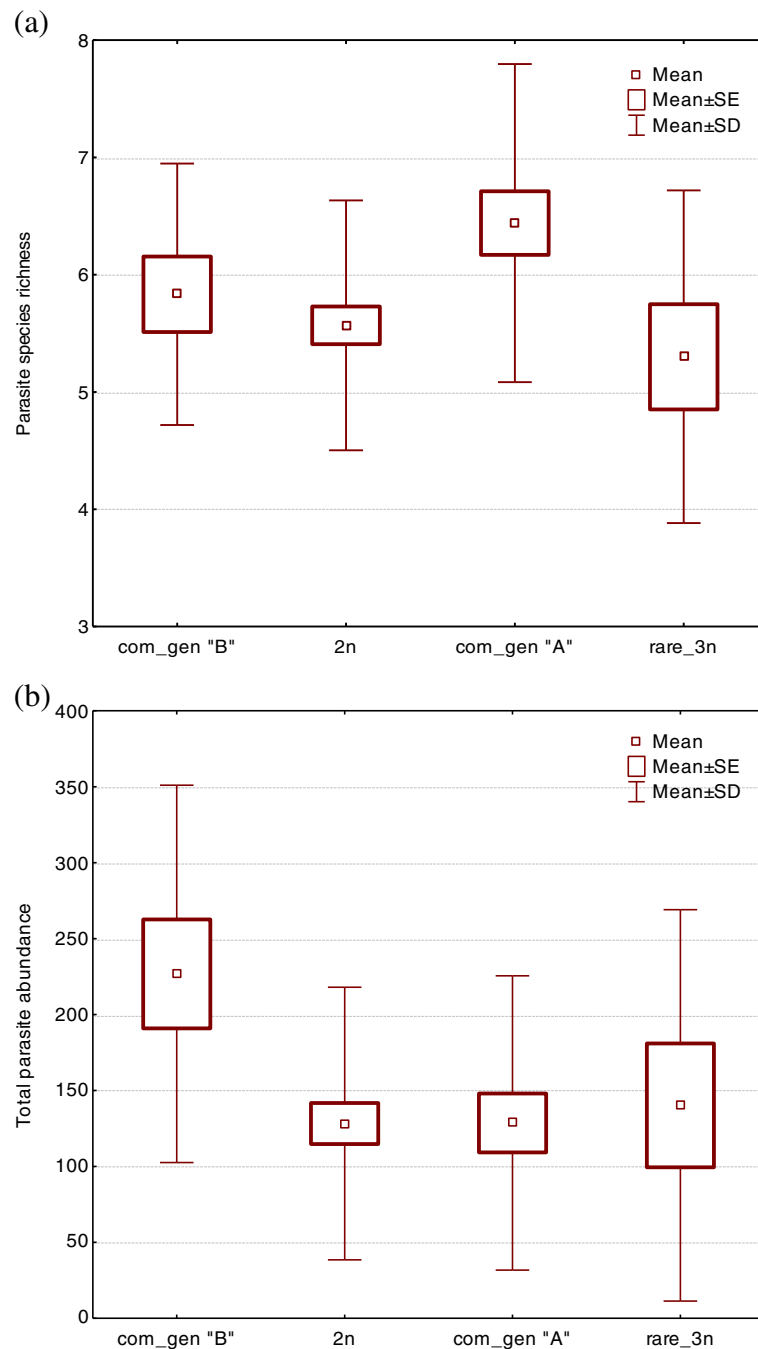 (a)
8
7
6
5
4
3
Parasite species richness
Mean
Mean±SE
Mean±SD
com_gen "B" 2n com_gen "A" rare_3n
(b)
400
350
300
250
200
150
100
50
0
Total parasite abundance
Mean
Mean±SE
Mean±SD
com_gen "B" 2n com_gen "A" rare_3n